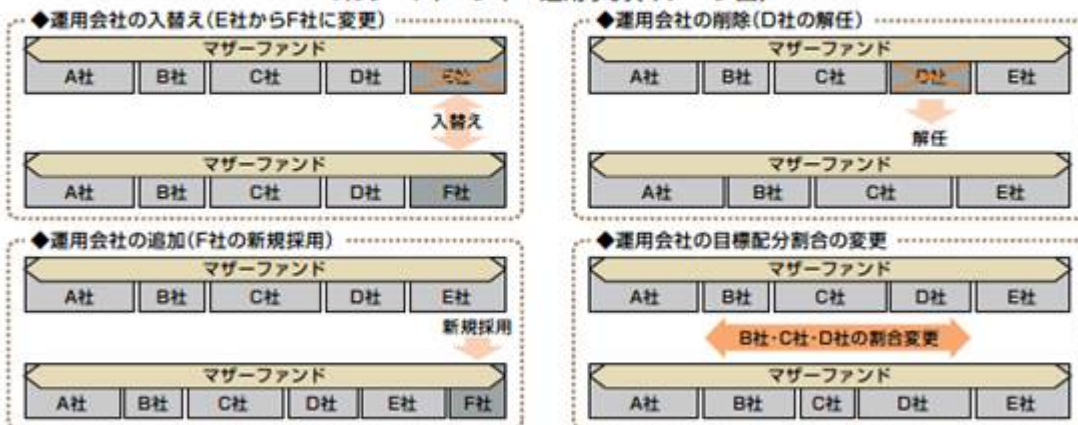 ◆運用会社の入替え(E社からF社に変更)
マザーファンド
A社 B社 C社 D社 E社
入替え
マザーファンド
A社 B社 C社 D社 F社
◆運用会社の削除(D社の解任)
マザーファンド
A社 B社 C社 D社 E社
解任
マザーファンド
A社 B社 C社 E社
◆運用会社の追加(F社の新規採用)
マザーファンド
A社 B社 C社 D社 E社
新規採用
マザーファンド
A社 B社 C社 D社 E社 F社
◆運用会社の目標配分割合の変更
マザーファンド
A社 B社 C社 D社 E社
B社・C社・D社の割合変更
マザーファンド
A社 B社 C社 D社 E社